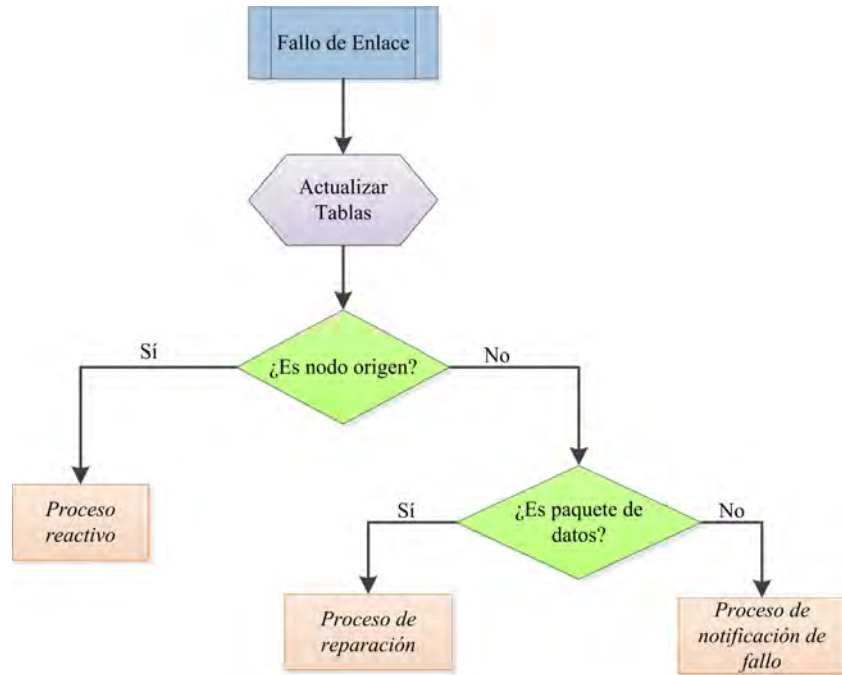 Fallo de Enlace
Actualizar
Tablas
Sí
¿Es nodo origen?
No
Proceso
reactivo
Sí
¿Es paquete de
datos?
No
Proceso de
reparación
Proceso de
notificación de
fallo